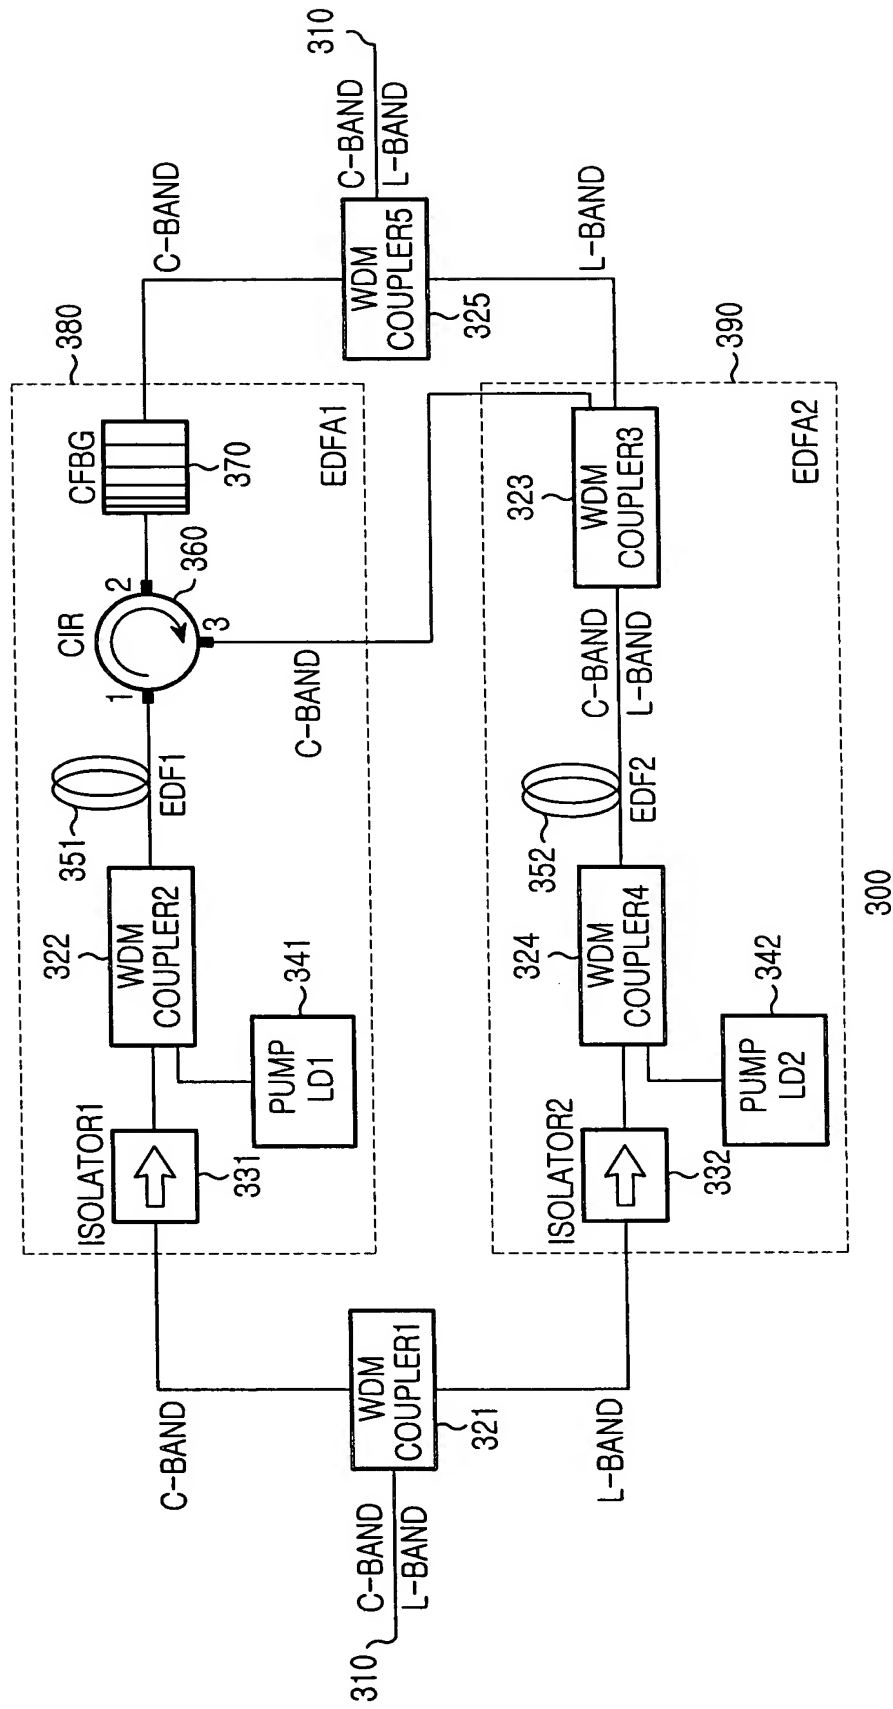 310
C-BAND
L-BAND
WDM
COUPLER1
321
C-BAND
L-BAND
ISOLATOR1
331
322
WDM
COUPLER2
PUMP
LD1
341
351
EDF1
CIR
1
2
3
360
C-BAND
CFBG
370
EDFA1
380
C-BAND
ISOLATOR2
332
324
WDM
COUPLER4
PUMP
LD2
342
352
EDF2
C-BAND
L-BAND
323
WDM
COUPLER3
EDFA2
390
L-BAND
WDM
COUPLER5
325
C-BAND
L-BAND
310
300